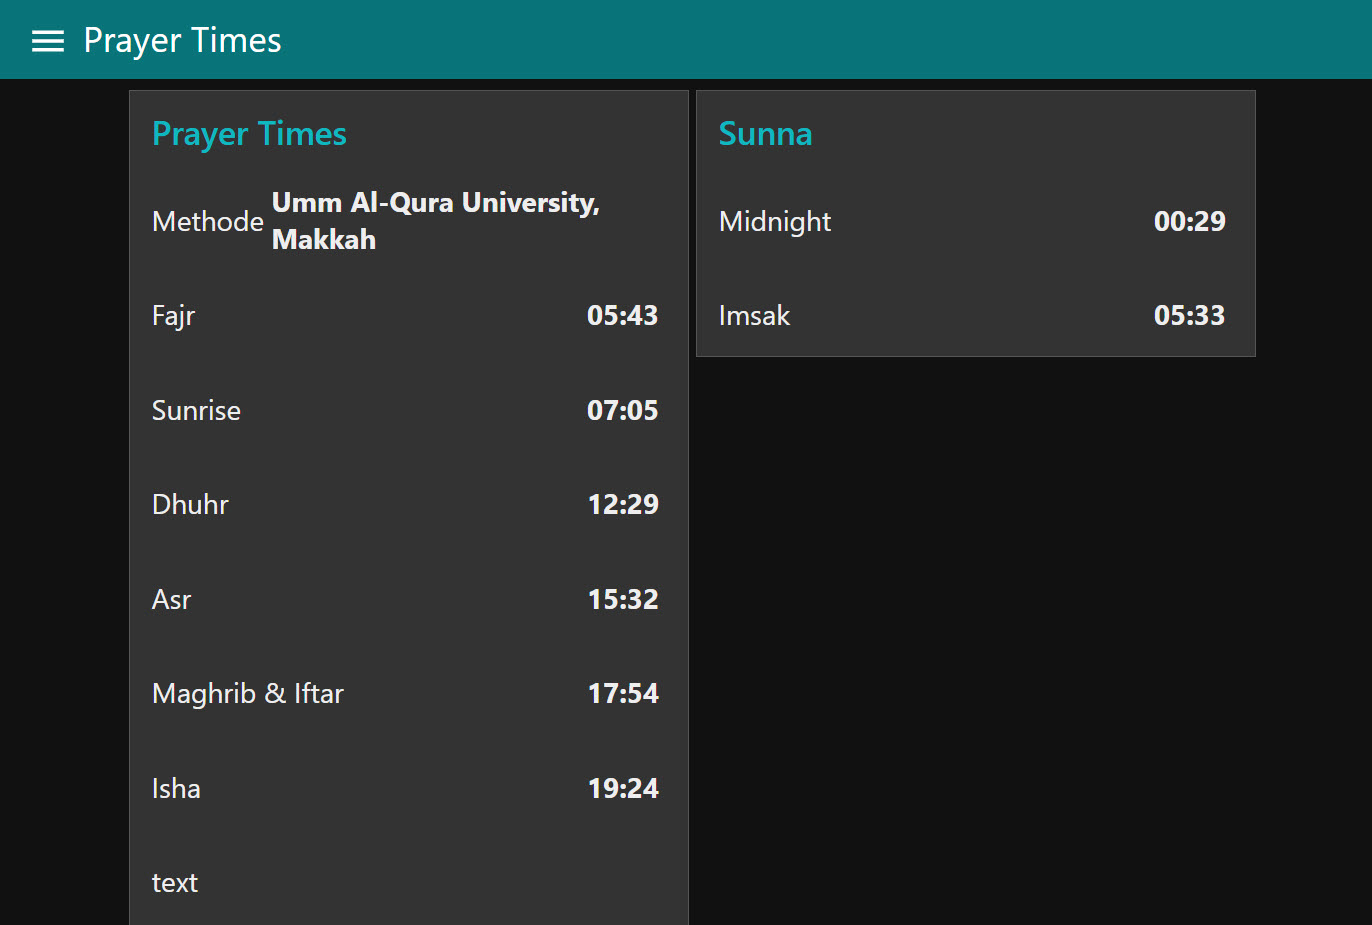 Prayer Times
Prayer Times
Methode Umm Al-Qura University,
Makkah
Fajr 05:43
Sunrise 07:05
Dhuhr 12:29
Asr 15:32
Maghrib & Iftar 17:54
Isha 19:24
text
Sunna
Midnight 00:29
Imsak 05:33